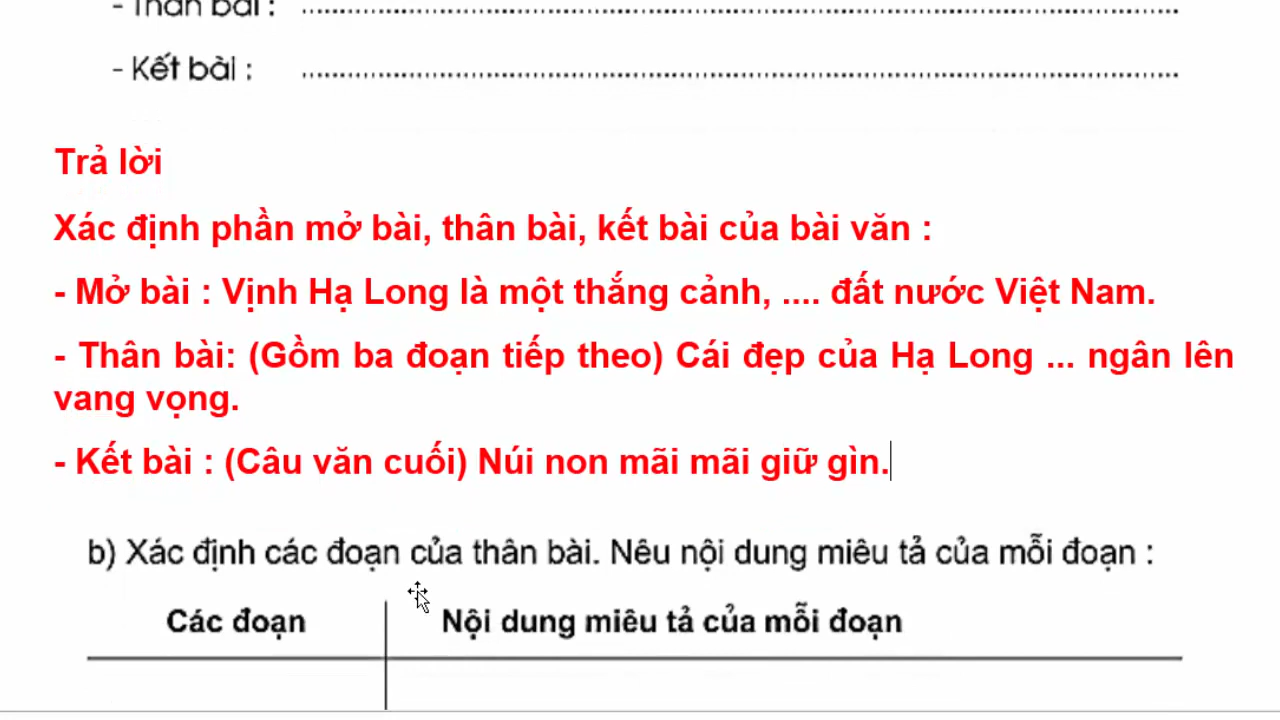 - Thân bài :
- Kết bài :
Trả lời
Xác định phần mở bài, thân bài, kết bài của bài văn :
- Mở bài : Vịnh Hạ Long là một thắng cảnh, .... đất nước Việt Nam.
- Thân bài: (Gồm ba đoạn tiếp theo) Cái đẹp của Hạ Long ... ngân lên
vang vọng.
- Kết bài : (Câu văn cuối) Núi non mãi mãi giữ gìn.
b) Xác định các đoạn của thân bài. Nêu nội dung miêu tả của mỗi đoạn :
Các đoạn
Nội dung miêu tả của mỗi đoạn